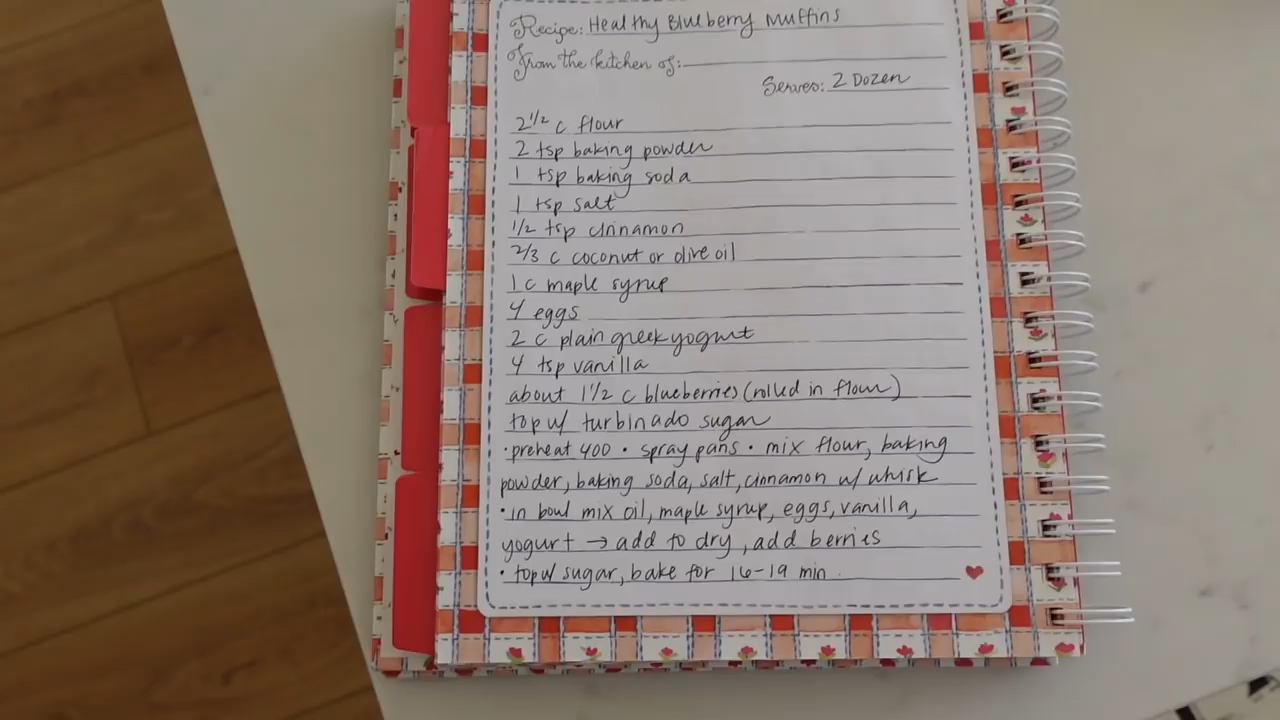 Recipe: Healthy Blueberry Muffins
From the kitchen of:
Serves: 2 Dozen
2 1/2 c flour
2 tsp baking powder
1 tsp baking soda
1 tsp salt
1/2 tsp cinnamon
2/3 c coconut or olive oil
1 c maple syrup
4 eggs
2 c plain greek yogurt
4 tsp vanilla
about 1 1/2 c blueberries (rolled in flour)
top w/ turbinado sugar
· preheat 400 · spray pans · mix flour, baking
powder, baking soda, salt, cinnamon w/ whisk
· in bowl mix oil, maple syrup, eggs, vanilla,
yogurt → add to dry, add berries
· top w/ sugar, bake for 16-19 min